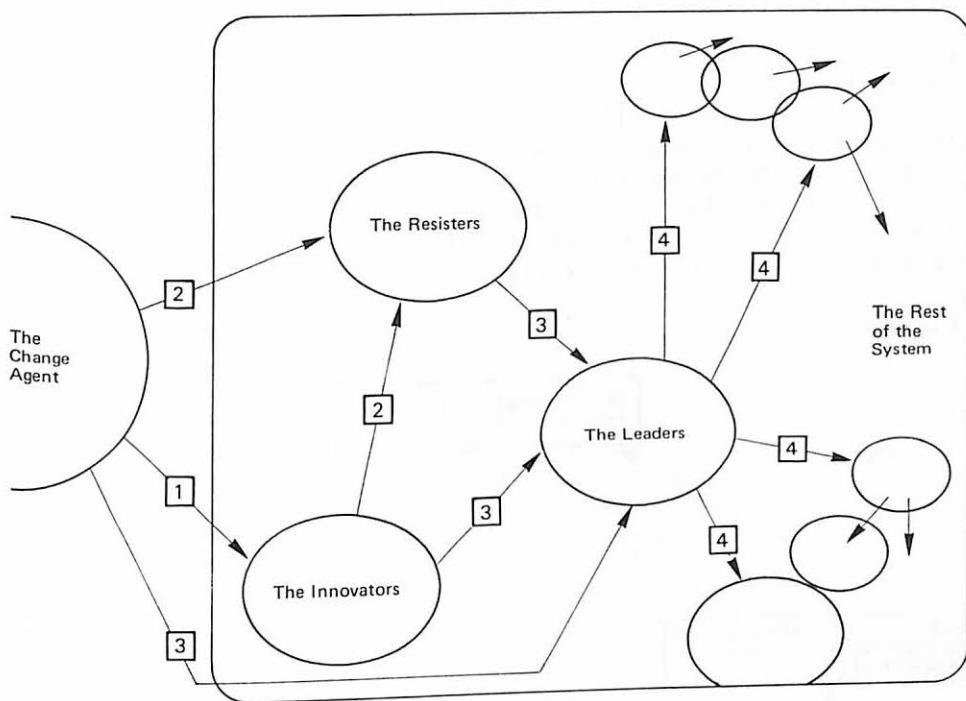 The Resisters
4
4
2
The Rest
of the
System
3
The
Change
Agent
2
The Leaders
4
1
3
4
The Innovators
3